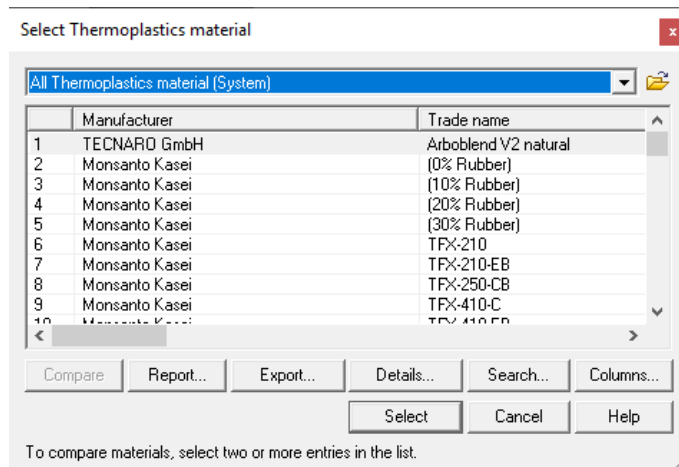 Select Thermoplastics material
x
All Thermoplastics material (System)
Manufacturer Trade name
1 TECNARO GmbH Arboblend V2 natural
2 Monsanto Kasei (0% Rubber)
3 Monsanto Kasei (10% Rubber)
4 Monsanto Kasei (20% Rubber)
5 Monsanto Kasei (30% Rubber)
6 Monsanto Kasei TFX-210
7 Monsanto Kasei TFX-210-EB
8 Monsanto Kasei TFX-250-CB
9 Monsanto Kasei TFX-410-C
10 Monsanto Kasei
Compare Report... Export... Details... Search... Columns...
Select Cancel Help
To compare materials, select two or more entries in the list.